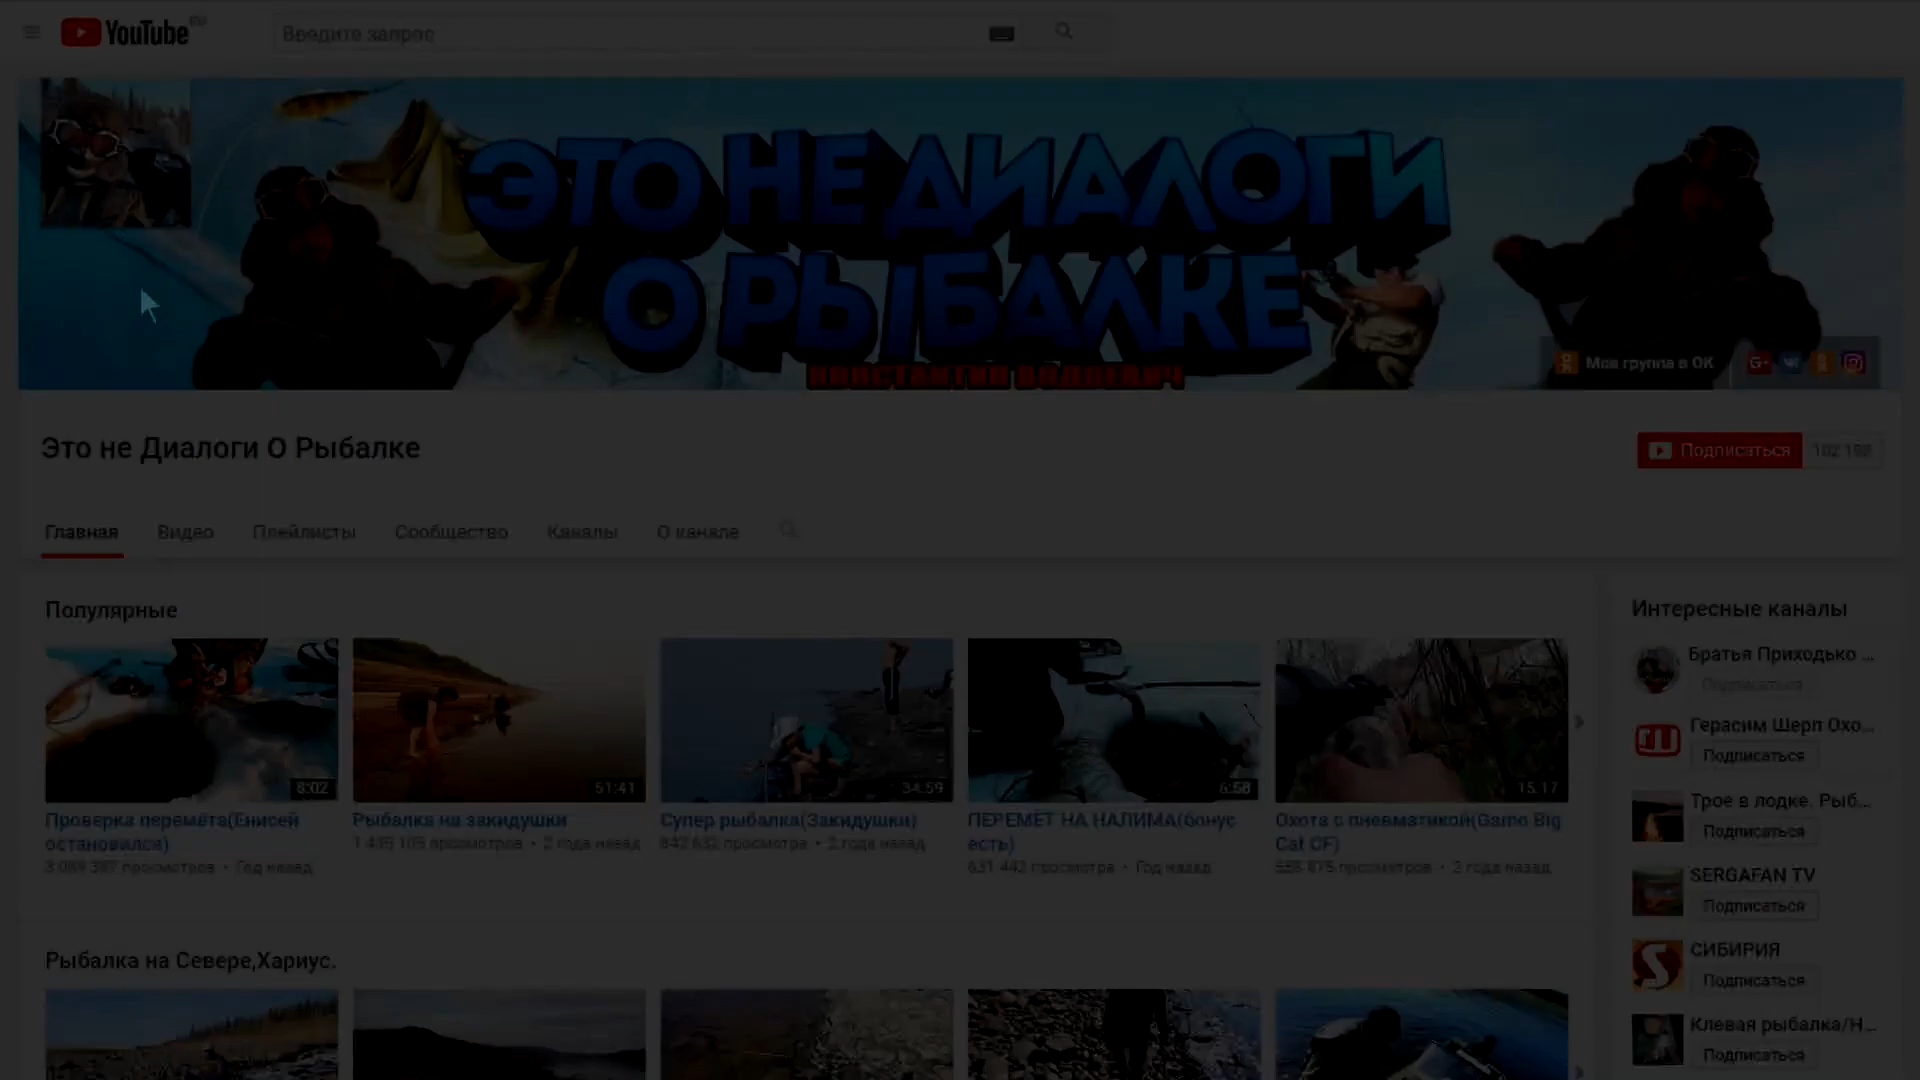 YouTube RU
Введите запрос
ЭТО НЕ ДИАЛОГИ
О РЫБАЛКЕ
Моя группа в ОК
Это не Диалоги О Рыбалке
Подписаться
Главная Видео Плейлисты Сообщество Каналы О канале
Популярные
8:02
51:41
34:59
6:58
15:17
Проверка перемёта(Енисей
остановился)
3 089 387 просмотров • Год назад
Рыбалка на закидушки
1 435 105 просмотров • 2 года назад
Супер рыбалка(Закидушки)
842 632 просмотра • 2 года назад
ПЕРЕМЁТ НА НАЛИМА(бонус
есть)
631 442 просмотра • Год назад
Охота с пневматикой(Gamo Big
Cat CF)
просмотров • 2 года назад
Рыбалка на Севере,Хариус.
Интересные каналы
Братья Приходько ...
Подписаться
Герасим Шерп Охо...
Подписаться
Трое в лодке. Рыб...
Подписаться
SERGAFAN TV
Подписаться
СИБИРИЯ
Подписаться
Клевая рыбалка/Н...
Подписаться